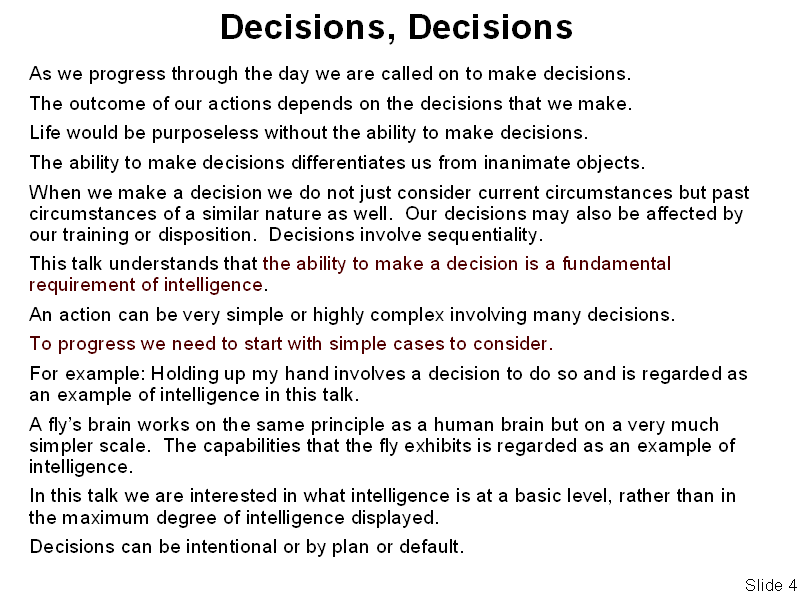 Decisions, Decisions
As we progress through the day we are called on to make decisions.
The outcome of our actions depends on the decisions that we make.
Life would be purposeless without the ability to make decisions.
The ability to make decisions differentiates us from inanimate objects.
When we make a decision we do not just consider current circumstances but past
circumstances of a similar nature as well.  Our decisions may also be affected by
our training or disposition.  Decisions involve sequentiality.
This talk understands that the ability to make a decision is a fundamental
requirement of intelligence.
An action can be very simple or highly complex involving many decisions.
To progress we need to start with simple cases to consider.
For example: Holding up my hand involves a decision to do so and is regarded as
an example of intelligence in this talk.
A fly's brain works on the same principle as a human brain but on a very much
simpler scale.  The capabilities that the fly exhibits is regarded as an example of
intelligence.
In this talk we are interested in what intelligence is at a basic level, rather than in
the maximum degree of intelligence displayed.
Decisions can be intentional or by plan or default.
Slide 4